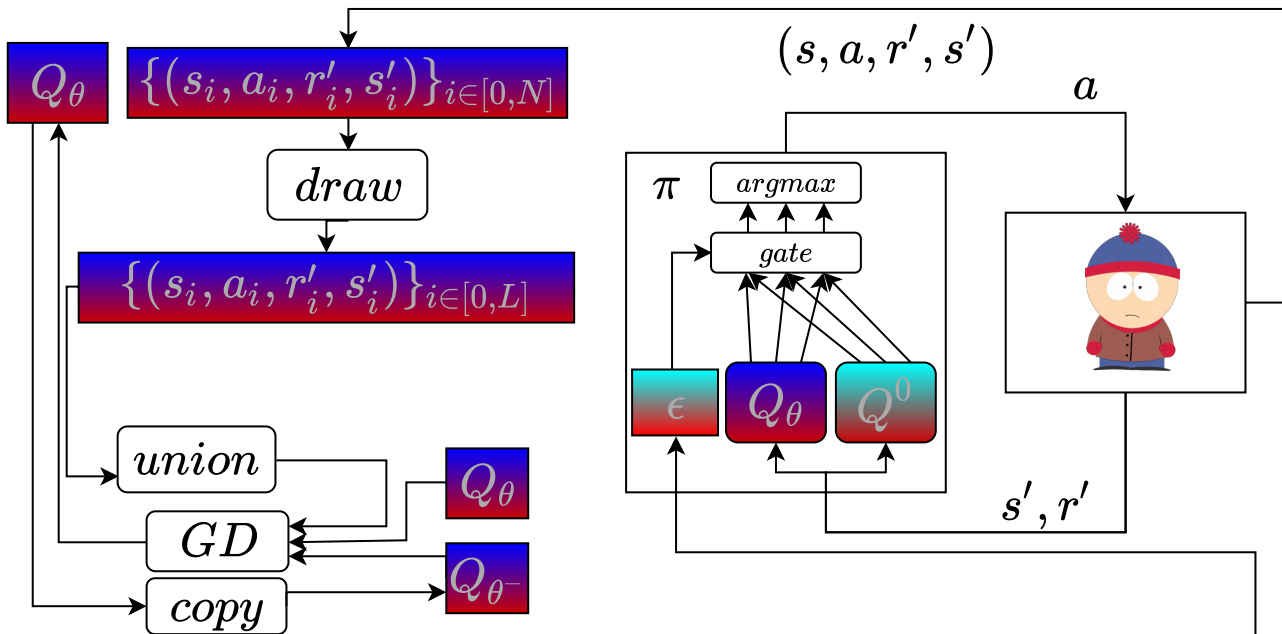 (s, a, r', s')
Q_θ
{(s_i, a_i, r'_i, s'_i)}_{i∈[0,N]}
a
draw
π
argmax
gate
{(s_i, a_i, r'_i, s'_i)}_{i∈[0,L]}
ϵ
Q_θ
Q^0
union
Q_θ
s', r'
GD
Q_{θ^-}
copy